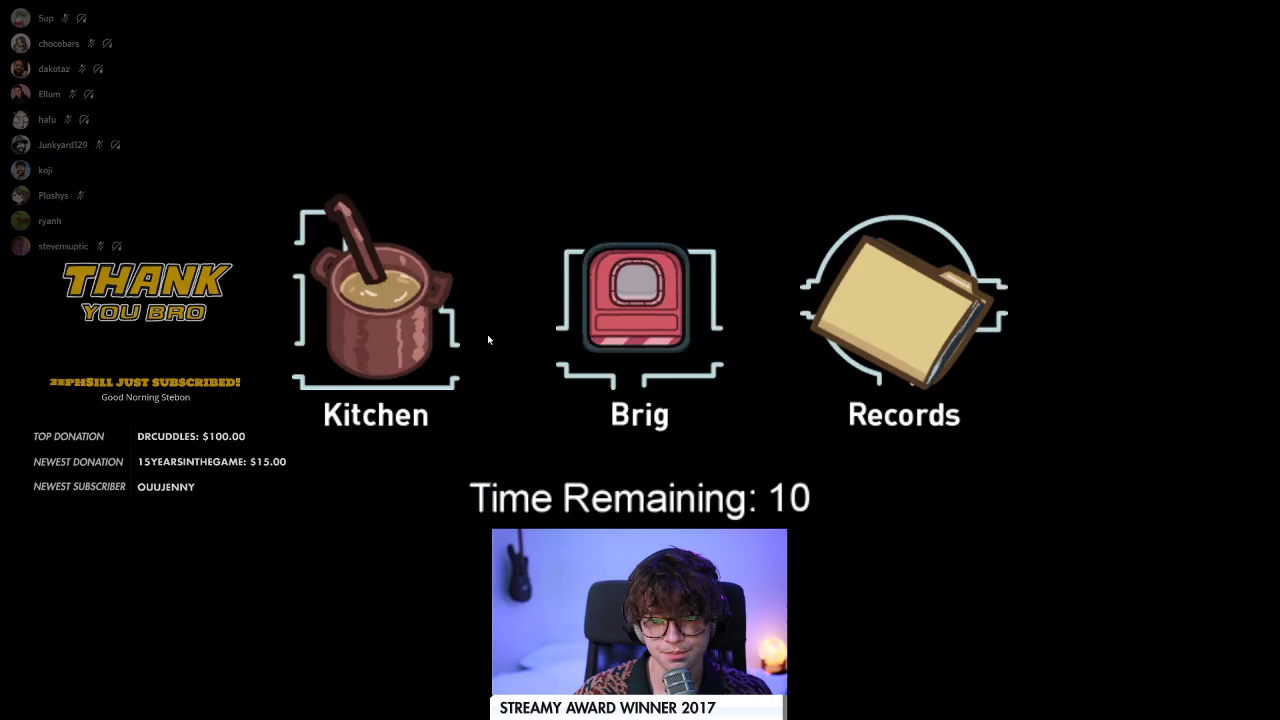 5up
chocobars
dakotaz
Ellum
hafu
Junkyard129
koji
Plushys
ryanh
stevensuptic
THANK
YOU BRO
JUST SUBSCRIBED!
Good Norning Stebon
TOP DONATION DRCUDDLES: $100.00
NEWEST DONATION 15YEARSINTHEGAME: $15.00
NEWEST SUBSCRIBER OUUJENNY
Kitchen
Brig
Records
Time Remaining: 10
STREAMY AWARD WINNER 2017